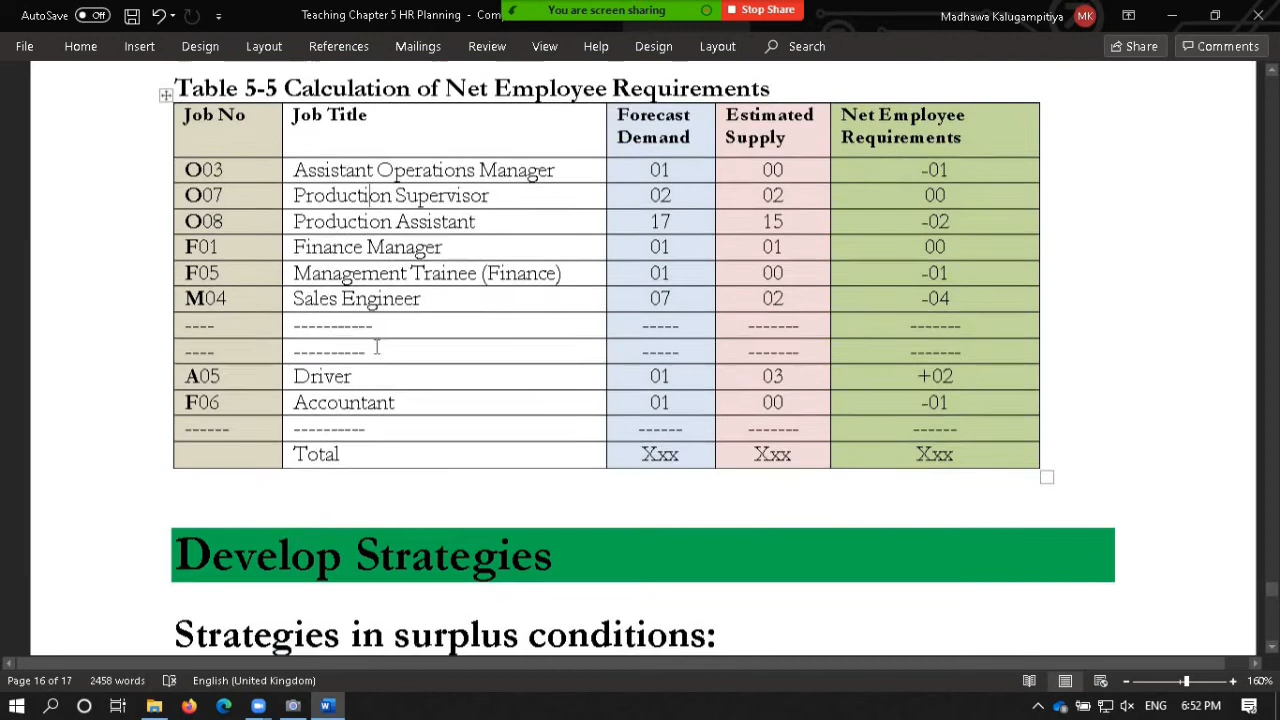 AutoSave Off Teaching Chapter 5 HR Planning - Com You are screen sharing Stop Share Madhawa Kalugampitiya MK
File Home Insert Design Layout References Mailings Review View Help Design Layout Search Share Comments
Table 5-5 Calculation of Net Employee Requirements
Job No Job Title Forecast Demand Estimated Supply Net Employee Requirements
O03 Assistant Operations Manager 01 00 -01
O07 Production Supervisor 02 02 00
O08 Production Assistant 17 15 -02
F01 Finance Manager 01 01 00
F05 Management Trainee (Finance) 01 00 -01
M04 Sales Engineer 07 02 -04
---- ----------- ----- ------- -------
---- ---------- ----- ------- -------
A05 Driver 01 03 +02
F06 Accountant 01 00 -01
------ ---------- ------ ------- ------
Total Xxx Xxx Xxx
Develop Strategies
Strategies in surplus conditions:
Page 16 of 17 2458 words English (United Kingdom) 160%
ENG 6:52 PM